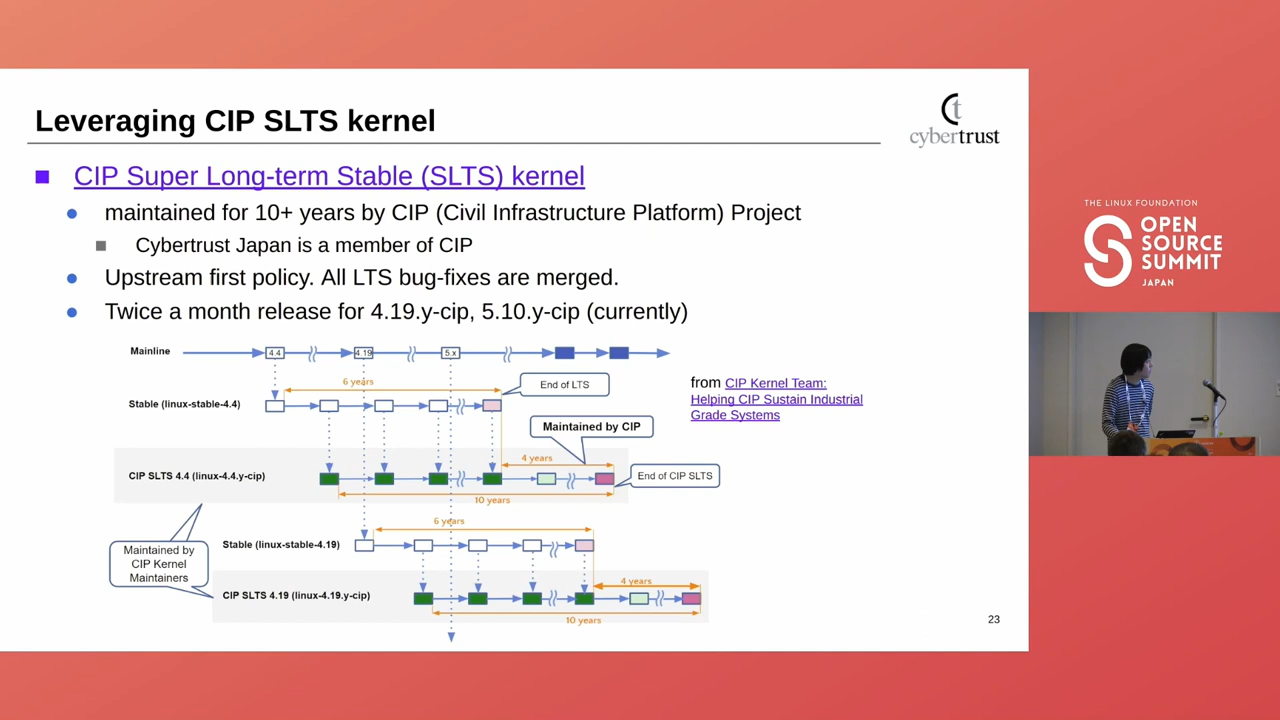 Leveraging CIP SLTS kernel
cybertrust
CIP Super Long-term Stable (SLTS) kernel
maintained for 10+ years by CIP (Civil Infrastructure Platform) Project
Cybertrust Japan is a member of CIP
Upstream first policy. All LTS bug-fixes are merged.
Twice a month release for 4.19.y-cip, 5.10.y-cip (currently)
Mainline
4.4
4.19
5.x
6 years
End of LTS
Stable (linux-stable-4.4)
Maintained by CIP
4 years
CIP SLTS 4.4 (linux-4.4.y-cip)
End of CIP SLTS
10 years
6 years
Stable (linux-stable-4.19)
Maintained by
CIP Kernel
Maintainers
4 years
CIP SLTS 4.19 (linux-4.19.y-cip)
10 years
from CIP Kernel Team:
Helping CIP Sustain Industrial
Grade Systems
23
THE LINUX FOUNDATION
OPEN
SOURCE
SUMMIT
JAPAN